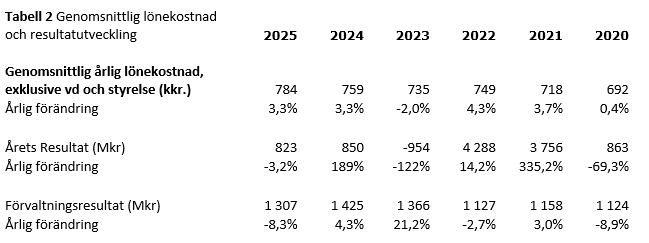 Tabell 2 Genomsnittlig lönekostnad
och resultatutveckling 2025 2024 2023 2022 2021 2020
Genomsnittlig årlig lönekostnad,
exklusive vd och styrelse (kkr.) 784 759 735 749 718 692
Årlig förändring 3,3% 3,3% -2,0% 4,3% 3,7% 0,4%
Årets Resultat (Mkr) 823 850 -954 4 288 3 756 863
Årlig förändring -3,2% 189% -122% 14,2% 335,2% -69,3%
Förvaltningsresultat (Mkr) 1 307 1 425 1 366 1 127 1 158 1 124
Årlig förändring -8,3% 4,3% 21,2% -2,7% 3,0% -8,9%